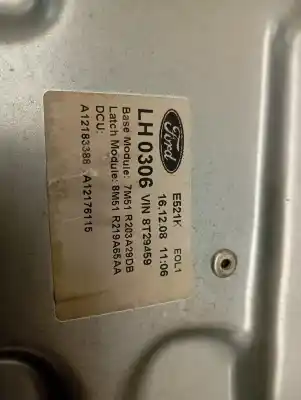 Ford
E521K EOL1
16.12.08 11:06
LH 0306 VIN 8T29459
Base Module: 7M51 R203A29DB
Latch Module: 8M51 R219A65AA
DCU:
A12183388 A12176115